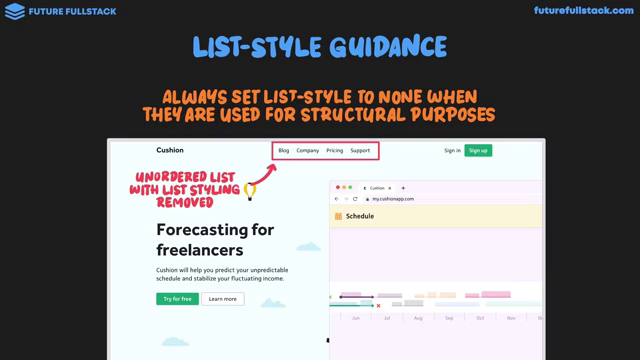 FUTURE FULLSTACK
futurefullstack.com
LIST-STYLE GUIDANCE
ALWAYS SET LIST-STYLE TO NONE WHEN
THEY ARE USED FOR STRUCTURAL PURPOSES
Cushion
Blog Company Pricing Support
Sign in Sign up
UNORDERED LIST
WITH LIST STYLING
REMOVED
Cushion
my.cushionapp.com
Schedule
Forecasting for
freelancers
Cushion will help you predict your unpredictable
schedule and stabilize your fluctuating income.
Try for free Learn more
Jun Jul Aug Sep Oct Nov De